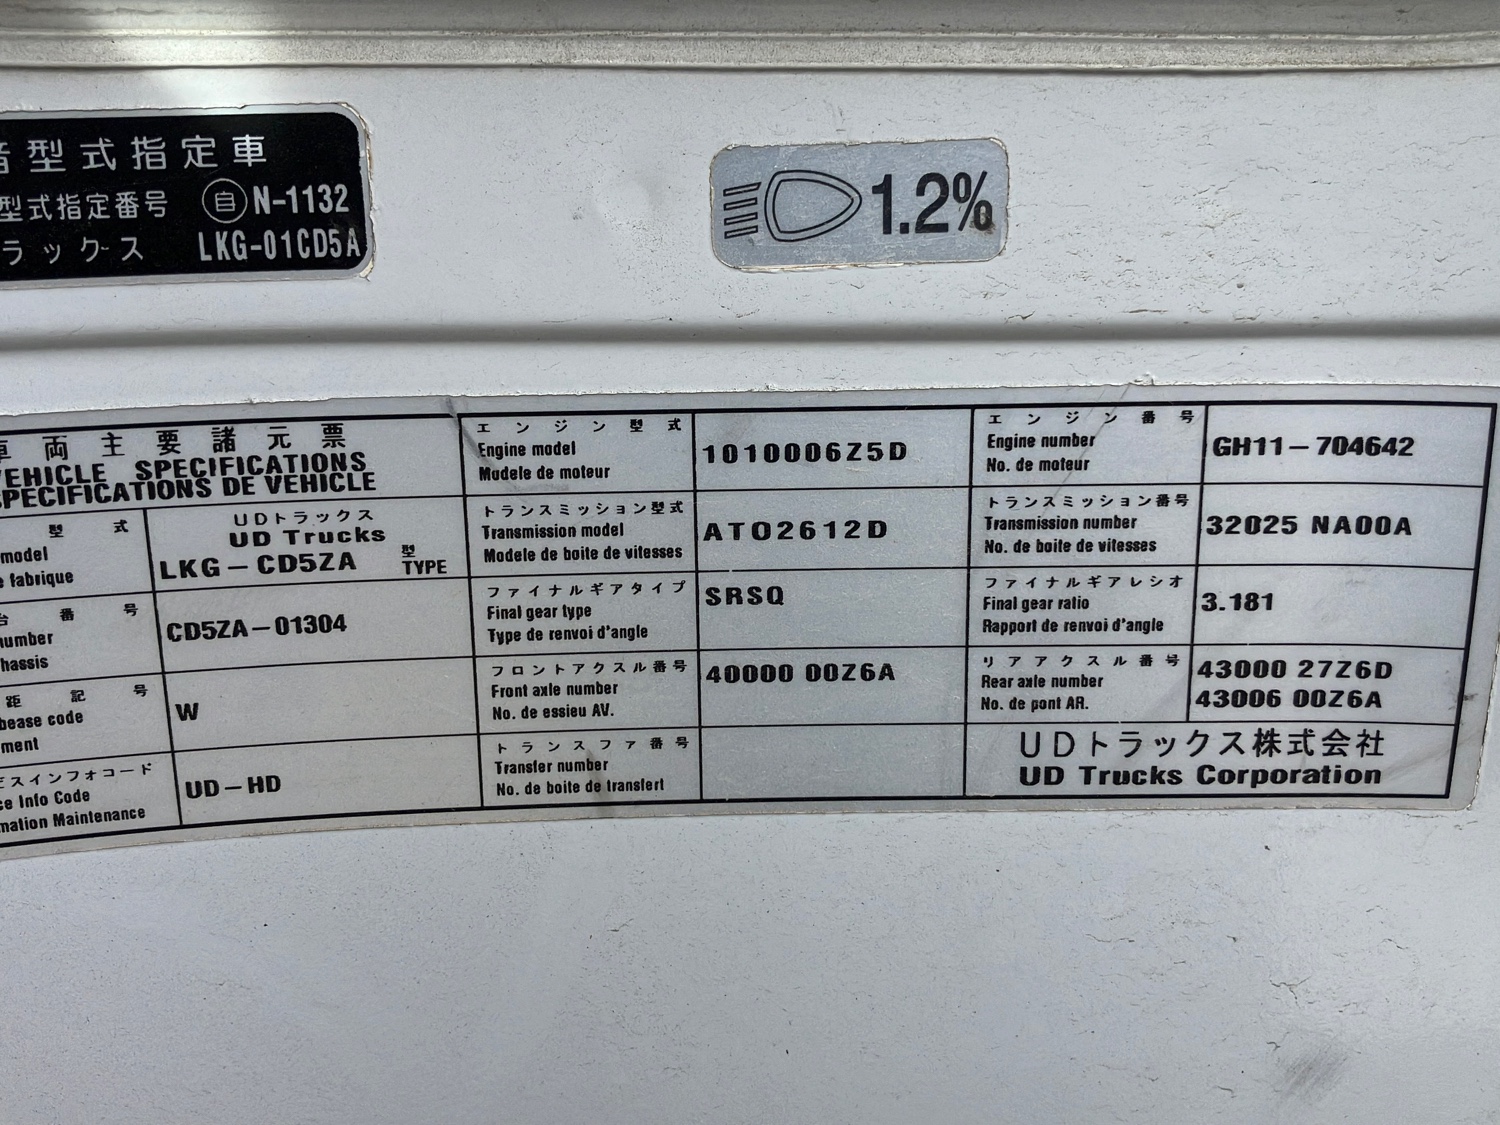 音型式指定車
型式指定番号 自 N-1132
ラックス LKG-01CD5A
1.2%
車両主要諸元票
VEHICLE SPECIFICATIONS
SPECIFICATIONS DE VEHICLE
型式
model
fabrique
UDトラックス
UD Trucks
LKG-CD5ZA 型 TYPE
台番号
number
chassis
CD5ZA-01304
距記号
bease code
ment
W
ビスインフォコード
ce Info Code
mation Maintenance
UD-HD
エンジン型式
Engine model
Modele de moteur
1010006Z5D
トランスミッション型式
Transmission model
Modele de boite de vitesses
ATO2612D
ファイナルギアタイプ
Final gear type
Type de renvoi d'angle
SRSQ
フロントアクスル番号
Front axle number
No. de essieu AV.
40000 00Z6A
トランスファ番号
Transfer number
No. de boite de transfert
エンジン番号
Engine number
No. de moteur
GH11-704642
トランスミッション番号
Transmission number
No. de boite de vitesses
32025 NA00A
ファイナルギアレシオ
Final gear ratio
Rapport de renvoi d'angle
3.181
リアアクスル番号
Rear axle number
No. de pont AR.
43000 27Z6D
43006 00Z6A
UDトラックス株式会社
UD Trucks Corporation